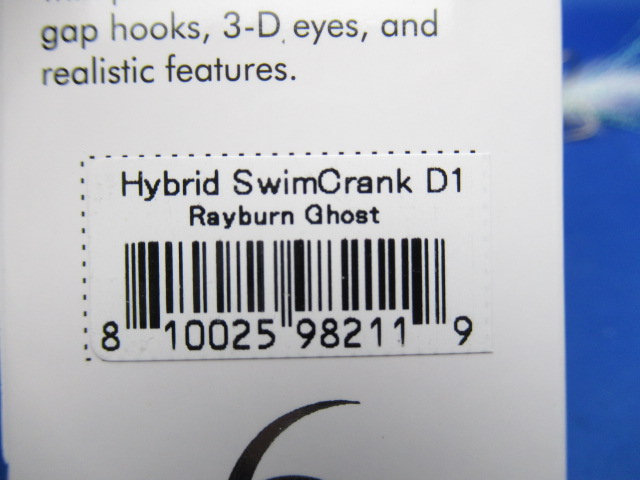 gap hooks, 3-D eyes, and
realistic features.
Hybrid SwimCrank D1
Rayburn Ghost
8 10025 98211 9